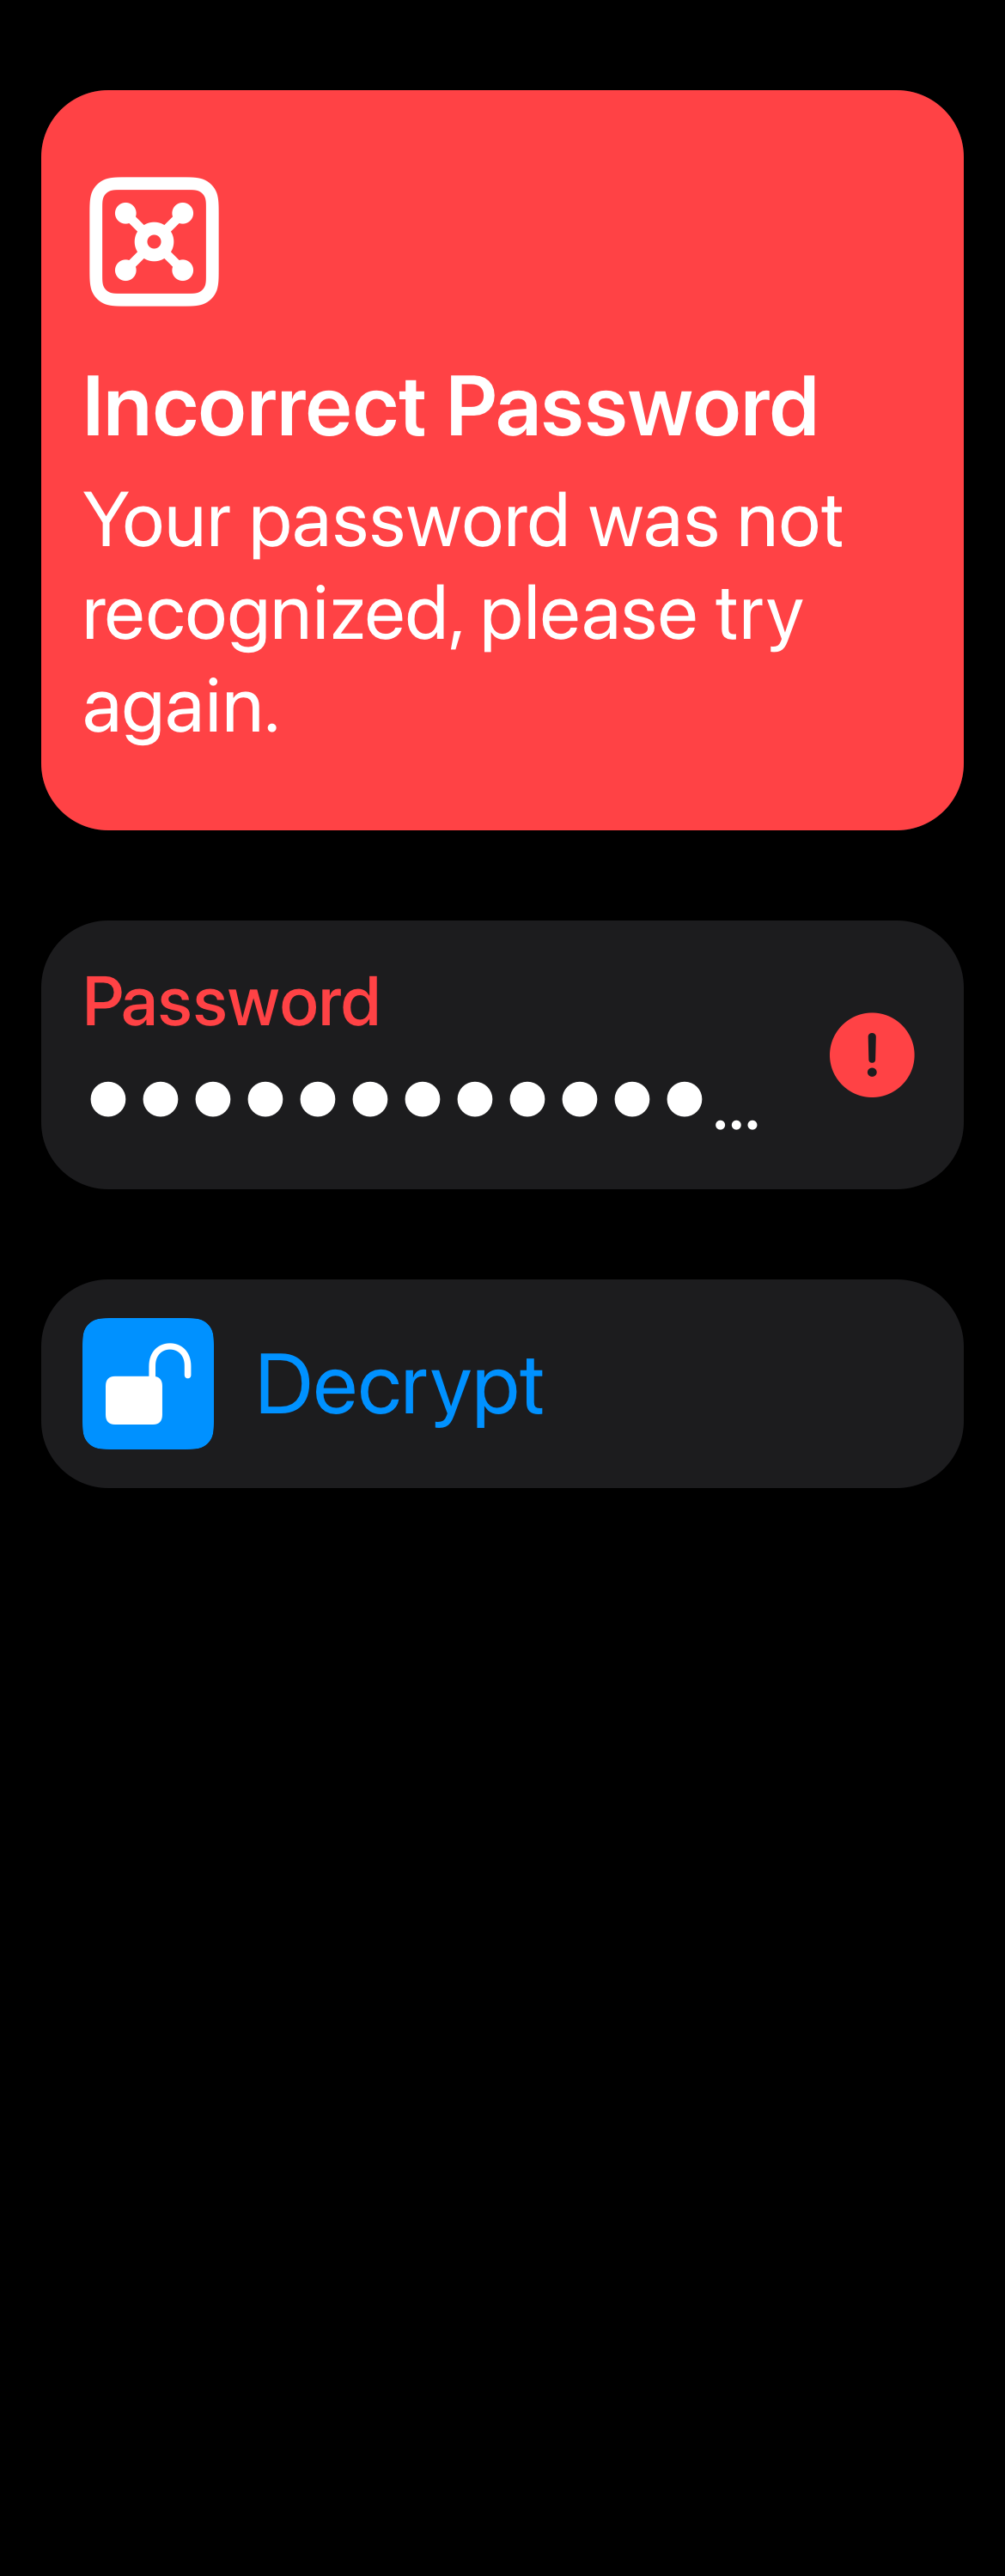 Incorrect Password
Your password was not
recognized, please try
again.
Password
●●●●●●●●●●●●...
Decrypt